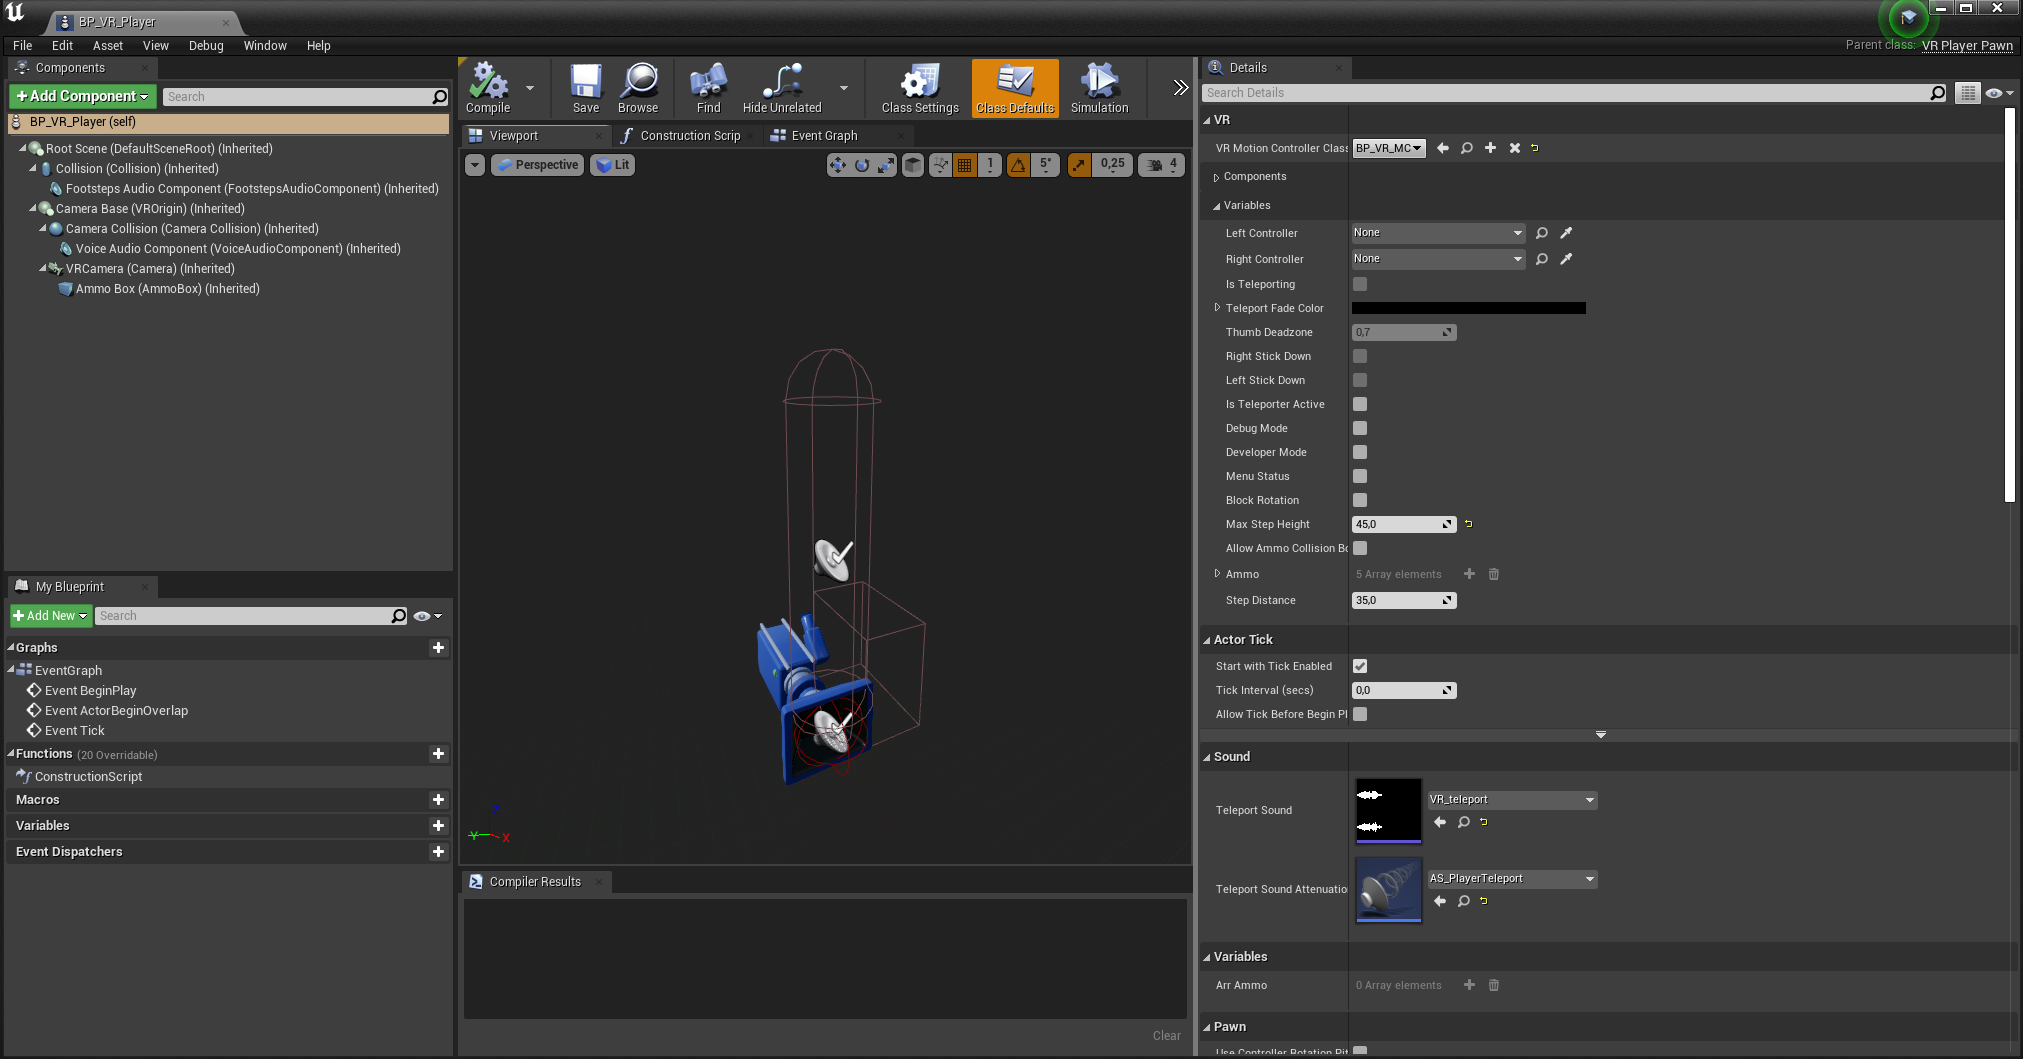 BP_VR_Player
File Edit Asset View Debug Window Help
Parent class: VR Player Pawn
Components
Add Component
Search
BP_VR_Player (self)
Root Scene (DefaultSceneRoot) (Inherited)
Collision (Collision) (Inherited)
Footsteps Audio Component (FootstepsAudioComponent) (Inherited)
Camera Base (VROrigin) (Inherited)
Camera Collision (Camera Collision) (Inherited)
Voice Audio Component (VoiceAudioComponent) (Inherited)
VRCamera (Camera) (Inherited)
Ammo Box (AmmoBox) (Inherited)
My Blueprint
Add New
Search
Graphs
EventGraph
Event BeginPlay
Event ActorBeginOverlap
Event Tick
Functions (20 Overridable)
ConstructionScript
Macros
Variables
Event Dispatchers
Compile Save Browse Find Hide Unrelated Class Settings Class Defaults Simulation
Viewport Construction Scrip Event Graph
Perspective Lit 1 5° 0,25 4
Z
Y X
Compiler Results
Clear
Details
Search Details
VR
VR Motion Controller Class BP_VR_MC
Components
Variables
Left Controller None
Right Controller None
Is Teleporting
Teleport Fade Color
Thumb Deadzone 0,7
Right Stick Down
Left Stick Down
Is Teleporter Active
Debug Mode
Developer Mode
Menu Status
Block Rotation
Max Step Height 45,0
Allow Ammo Collision Bo
Ammo 5 Array elements
Step Distance 35,0
Actor Tick
Start with Tick Enabled
Tick Interval (secs) 0,0
Allow Tick Before Begin Pl
Sound
Teleport Sound VR_teleport
Teleport Sound Attenuatio AS_PlayerTeleport
Variables
Arr Ammo 0 Array elements
Pawn
Use Controller Rotation Pit